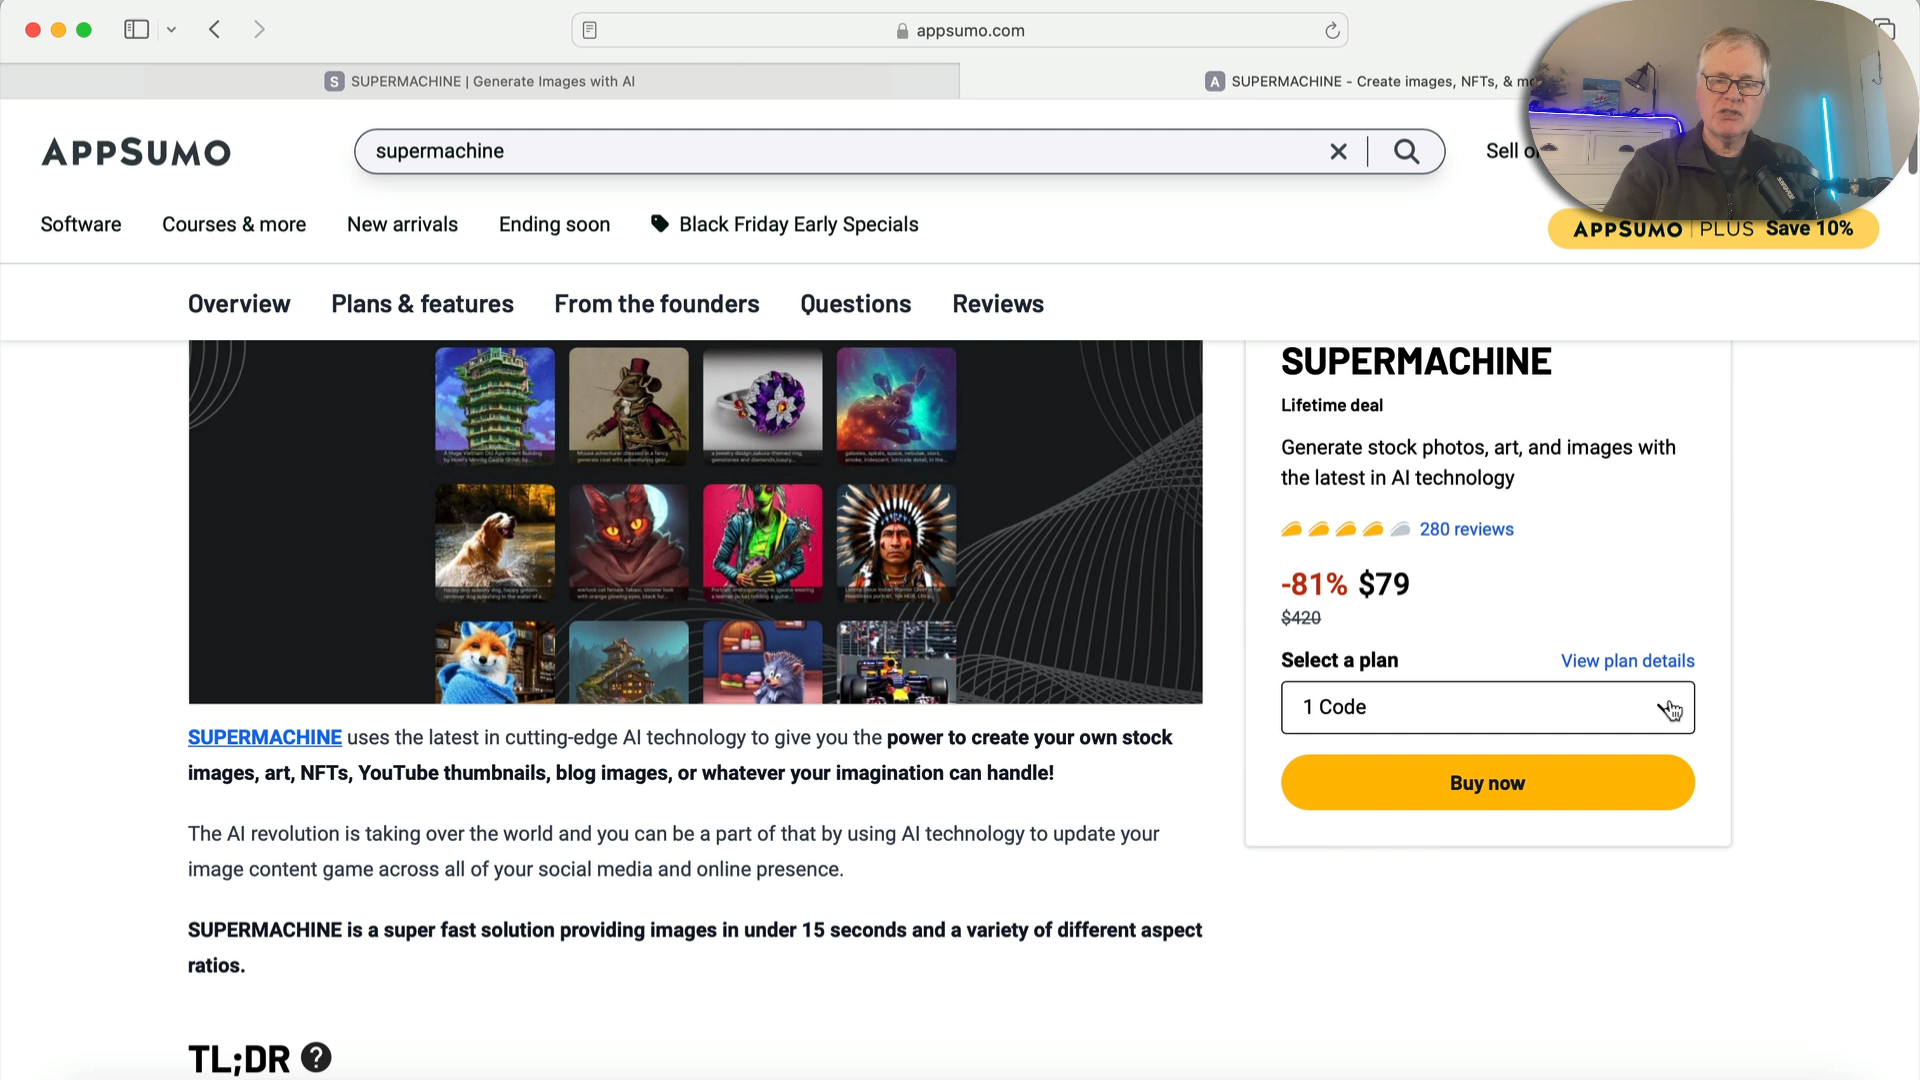 appsumo.com
S SUPERMACHINE | Generate Images with AI
A SUPERMACHINE - Create images, NFTs, &
APPSUMO
supermachine
Sell
Software Courses & more New arrivals Ending soon Black Friday Early Specials
APPSUMO PLUS Save 10%
Overview Plans & features From the founders Questions Reviews
SUPERMACHINE
Lifetime deal
Generate stock photos, art, and images with
the latest in AI technology
280 reviews
-81% $79
$420
Select a plan View plan details
1 Code
Buy now
SUPERMACHINE uses the latest in cutting-edge AI technology to give you the power to create your own stock
images, art, NFTs, YouTube thumbnails, blog images, or whatever your imagination can handle!
The AI revolution is taking over the world and you can be a part of that by using AI technology to update your
image content game across all of your social media and online presence.
SUPERMACHINE is a super fast solution providing images in under 15 seconds and a variety of different aspect
ratios.
TL;DR ?